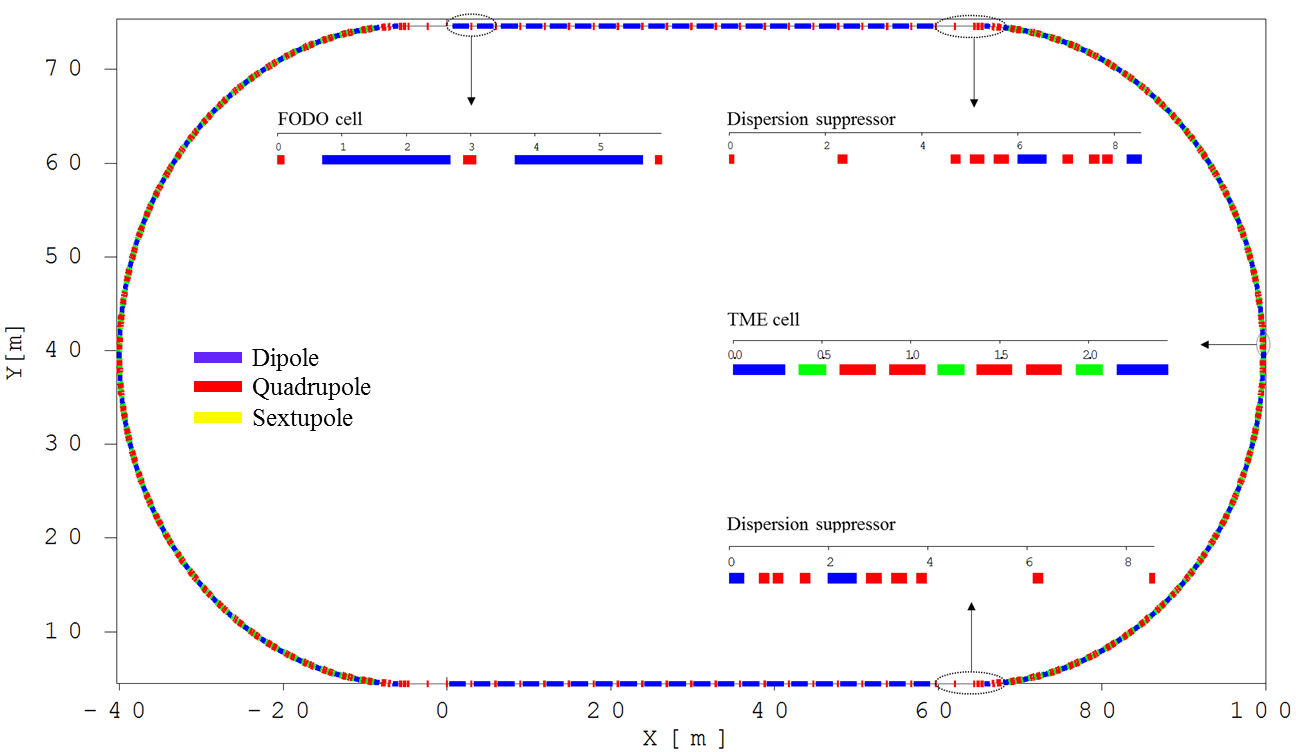 70
60
50
40
30
20
10
Y[m]
FODO cell
0 1 2 3 4 5
Dispersion suppressor
0 2 4 6 8
TME cell
0.0 0.5 1.0 1.5 2.0
Dipole
Quadrupole
Sextupole
Dispersion suppressor
0 2 4 6 8
-40 -20 0 20 40 60 80 100
X [m]